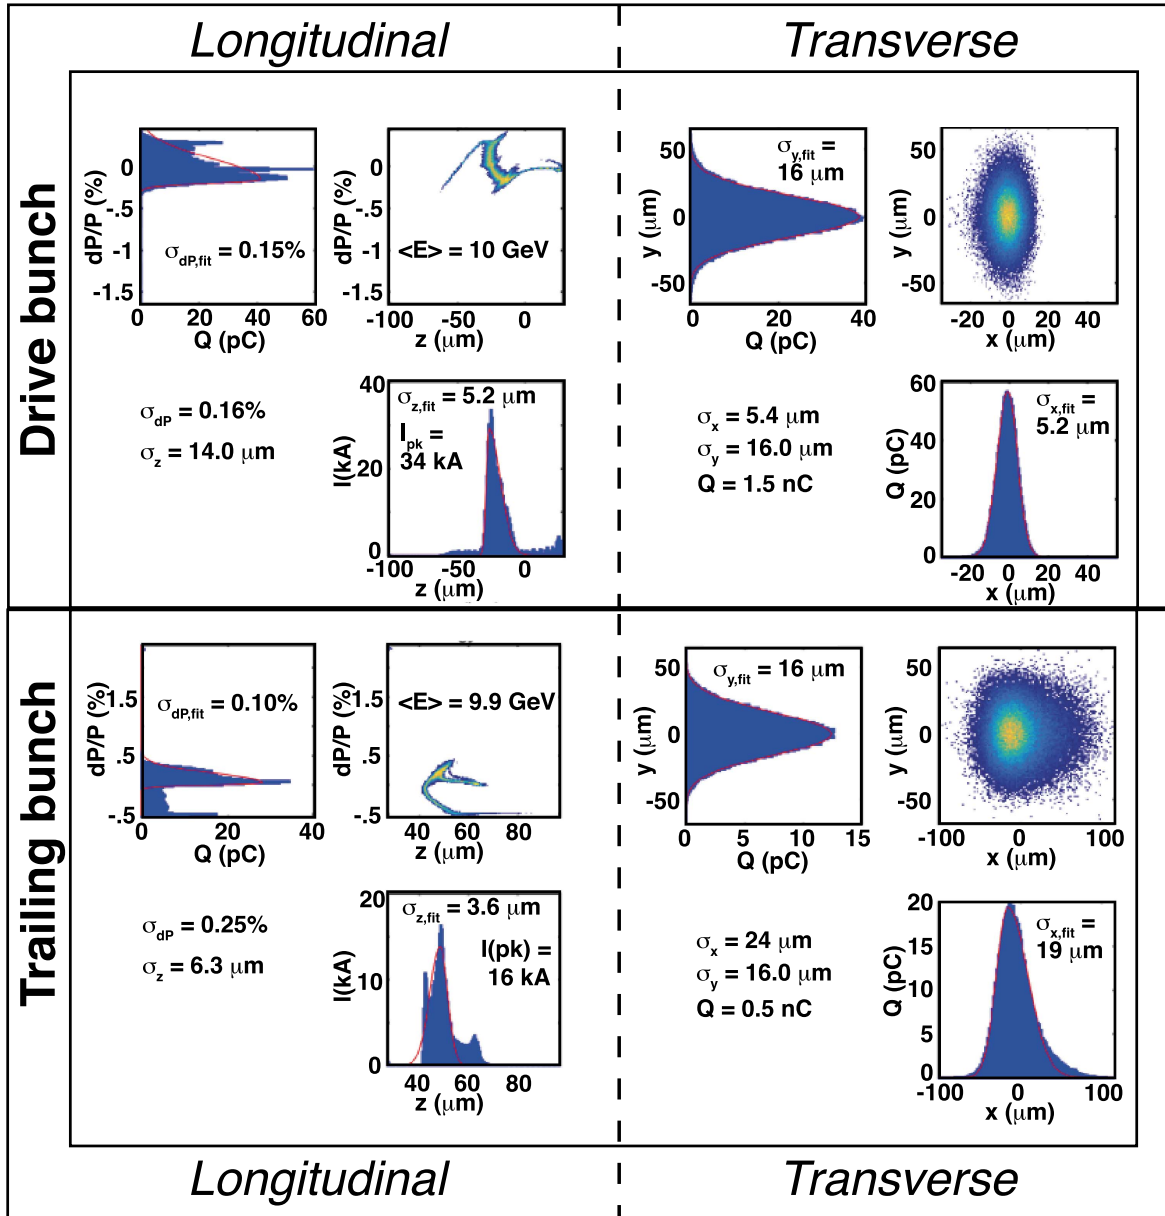 Longitudinal
Transverse
Drive bunch
dP/P (%)
0
-.5
-1
-1.5
σdP,fit = 0.15%
0 20 40 60
Q (pC)
dP/P (%)
0
-.5
-1
-1.5
<E> = 10 GeV
-100 -50 0
z (μm)
y (μm)
50
0
-50
σy,fit =
16 μm
0 20 40
Q (pC)
y (μm)
50
0
-50
-20 0 20 40
x (μm)
σdP = 0.16%
σz = 14.0 μm
I(kA)
40
20
0
σz,fit = 5.2 μm
Ipk =
34 kA
-100 -50 0
z (μm)
σx = 5.4 μm
σy = 16.0 μm
Q = 1.5 nC
Q (pC)
60
40
20
0
σx,fit =
5.2 μm
-20 0 20 40
x (μm)
Trailing bunch
dP/P (%)
1.5
.5
-.5
σdP,fit = 0.10%
0 20 40
Q (pC)
dP/P (%)
1.5
.5
-.5
<E> = 9.9 GeV
40 60 80
z (μm)
y (μm)
50
0
-50
σy,fit = 16 μm
0 5 10 15
Q (pC)
y (μm)
50
0
-50
-100 0 100
x (μm)
σdP = 0.25%
σz = 6.3 μm
I(kA)
20
10
0
σz,fit = 3.6 μm
I(pk) =
16 kA
40 60 80
z (μm)
σx = 24 μm
σy = 16.0 μm
Q = 0.5 nC
Q (pC)
20
15
10
5
0
σx,fit =
19 μm
-100 0 100
x (μm)
Longitudinal
Transverse